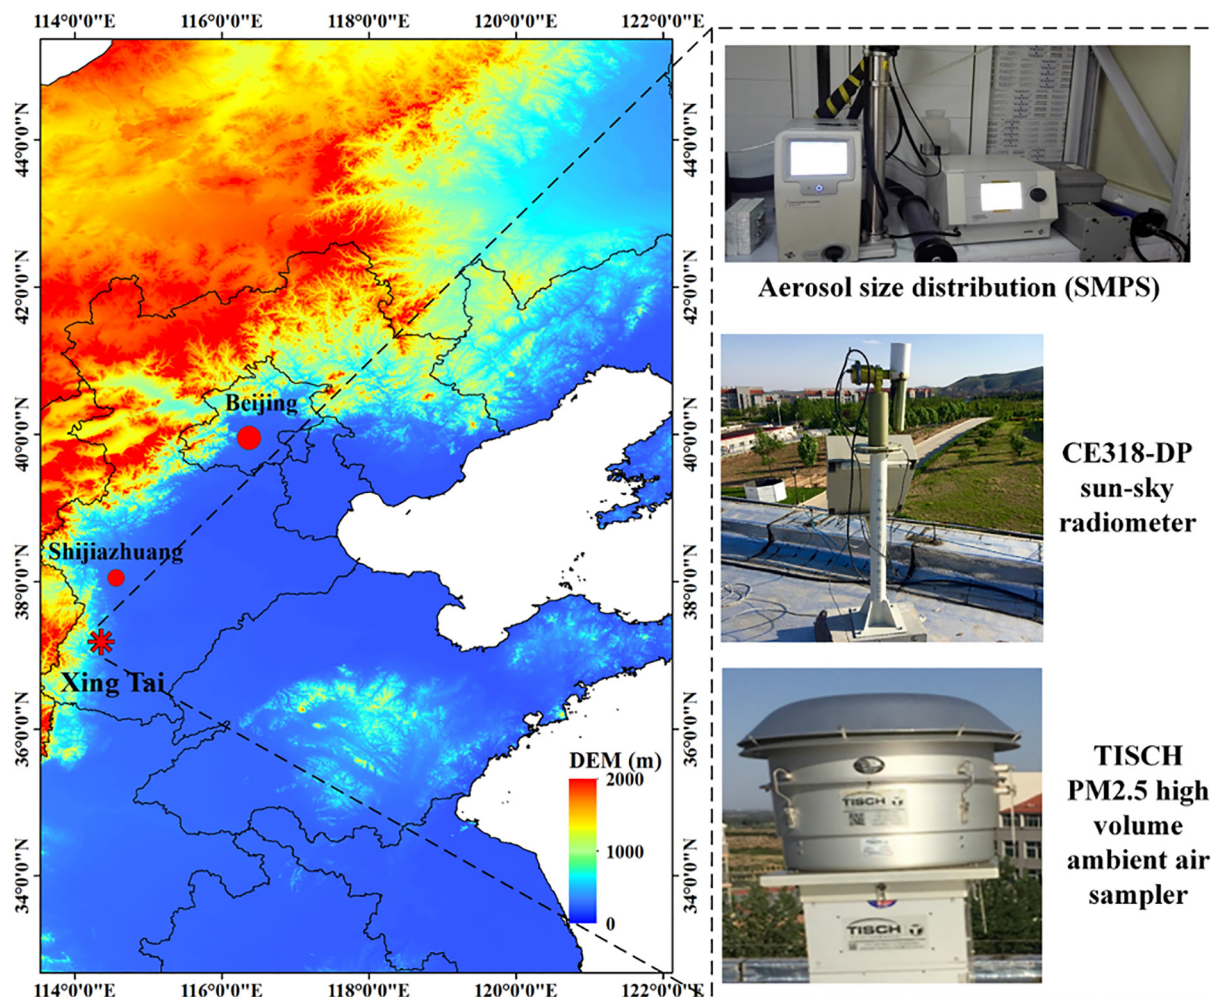 114°0'0"E 116°0'0"E 118°0'0"E 120°0'0"E 122°0'0"E
44°0'0"N
42°0'0"N
40°0'0"N
38°0'0"N
36°0'0"N
34°0'0"N
Beijing
Shijiazhuang
Xing Tai
DEM (m)
2000
1000
0
44°0'0"N
42°0'0"N
40°0'0"N
38°0'0"N
36°0'0"N
34°0'0"N
114°0'0"E 116°0'0"E 118°0'0"E 120°0'0"E 122°0'0"E
Aerosol size distribution (SMPS)
CE318-DP
sun-sky
radiometer
TISCH
TISCH
TISCH
PM2.5 high
volume
ambient air
sampler